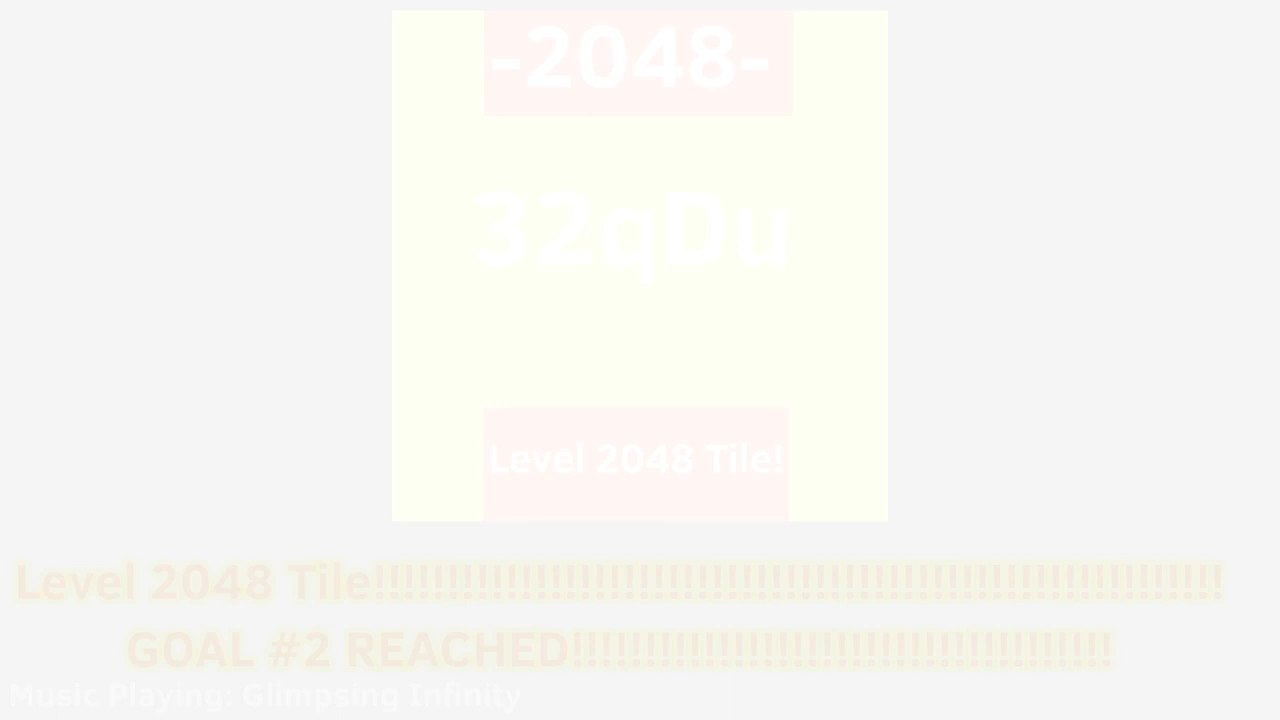 -2048-
32qDu
Level 2048 Tile!
Level 2048 Tile!!!!!!!!!!!!!!!!!!!!!!!!!!!!!!!!!!!!!!!!!!!!!!!!!!!!!!!!!!
GOAL #2 REACHED!!!!!!!!!!!!!!!!!!!!!!!!!!!!!!!!!!!!!
Music Playing: Glimpsing Infinity